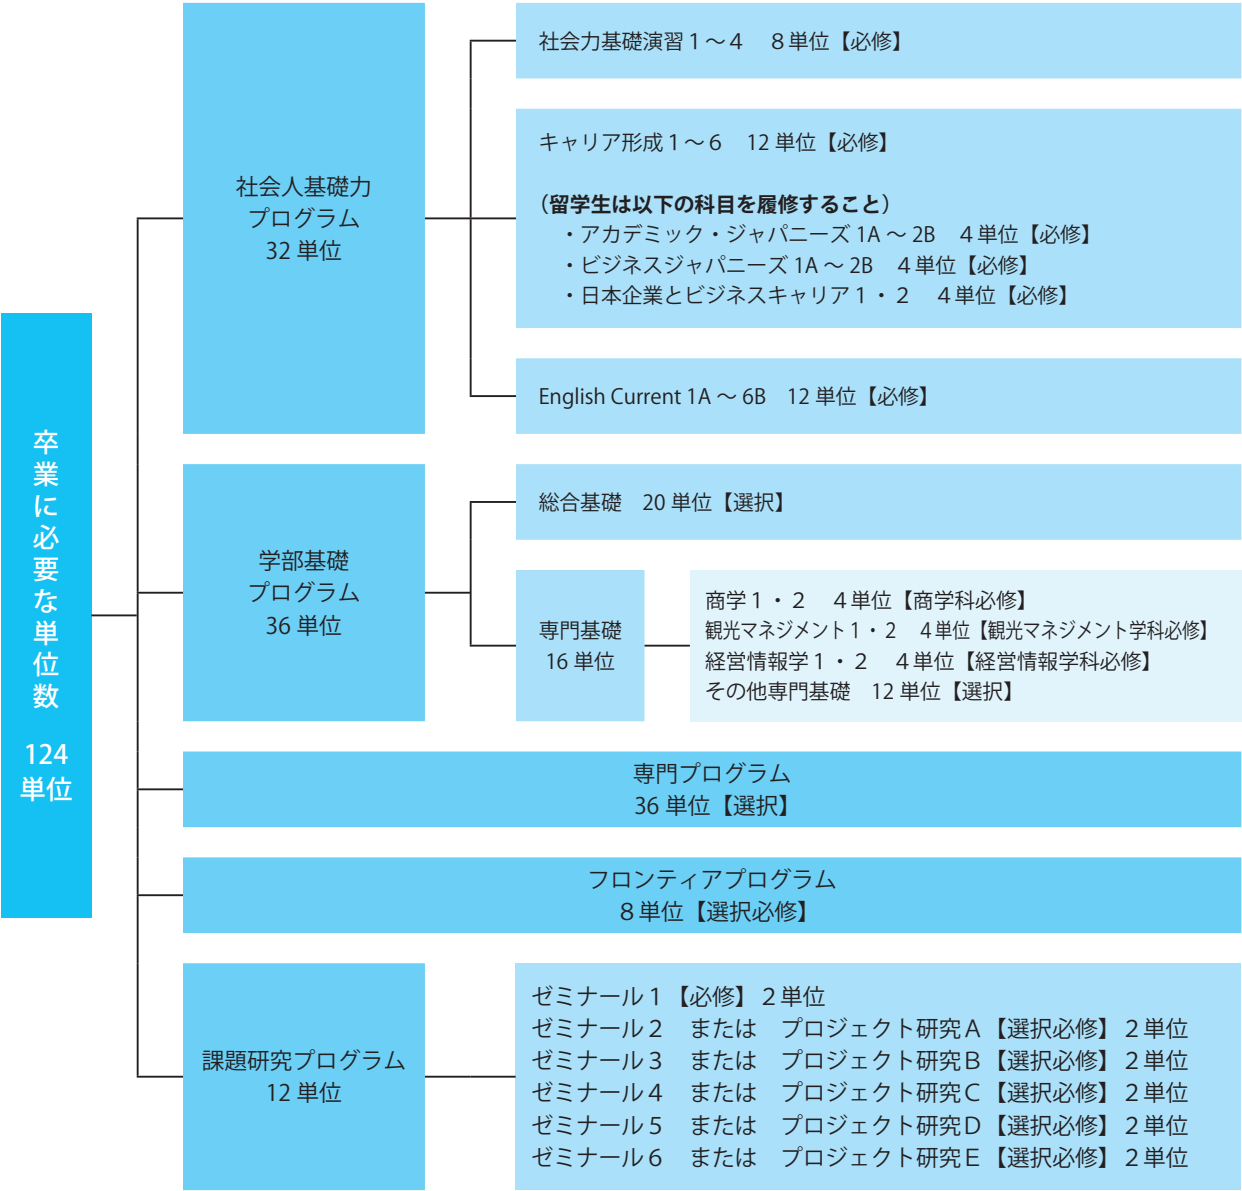 卒業に必要な単位数
124
単位
社会人基礎力
プログラム
32 単位
社会力基礎演習1~4 8単位【必修】
キャリア形成1~6 12 単位【必修】
（留学生は以下の科目を履修すること）
・アカデミック・ジャパニーズ 1A ~ 2B 4単位【必修】
・ビジネスジャパニーズ 1A ~ 2B 4単位【必修】
・日本企業とビジネスキャリア1・2 4単位【必修】
English Current 1A ~ 6B 12 単位【必修】
学部基礎
プログラム
36 単位
総合基礎 20 単位【選択】
専門基礎
16 単位
商学1・2 4単位【商学科必修】
観光マネジメント1・2 4単位【観光マネジメント学科必修】
経営情報学1・2 4単位【経営情報学科必修】
その他専門基礎 12 単位【選択】
専門プログラム
36 単位【選択】
フロンティアプログラム
8単位【選択必修】
課題研究プログラム
12 単位
ゼミナール1【必修】2単位
ゼミナール2 または プロジェクト研究A【選択必修】2単位
ゼミナール3 または プロジェクト研究B【選択必修】2単位
ゼミナール4 または プロジェクト研究C【選択必修】2単位
ゼミナール5 または プロジェクト研究D【選択必修】2単位
ゼミナール6 または プロジェクト研究E【選択必修】2単位